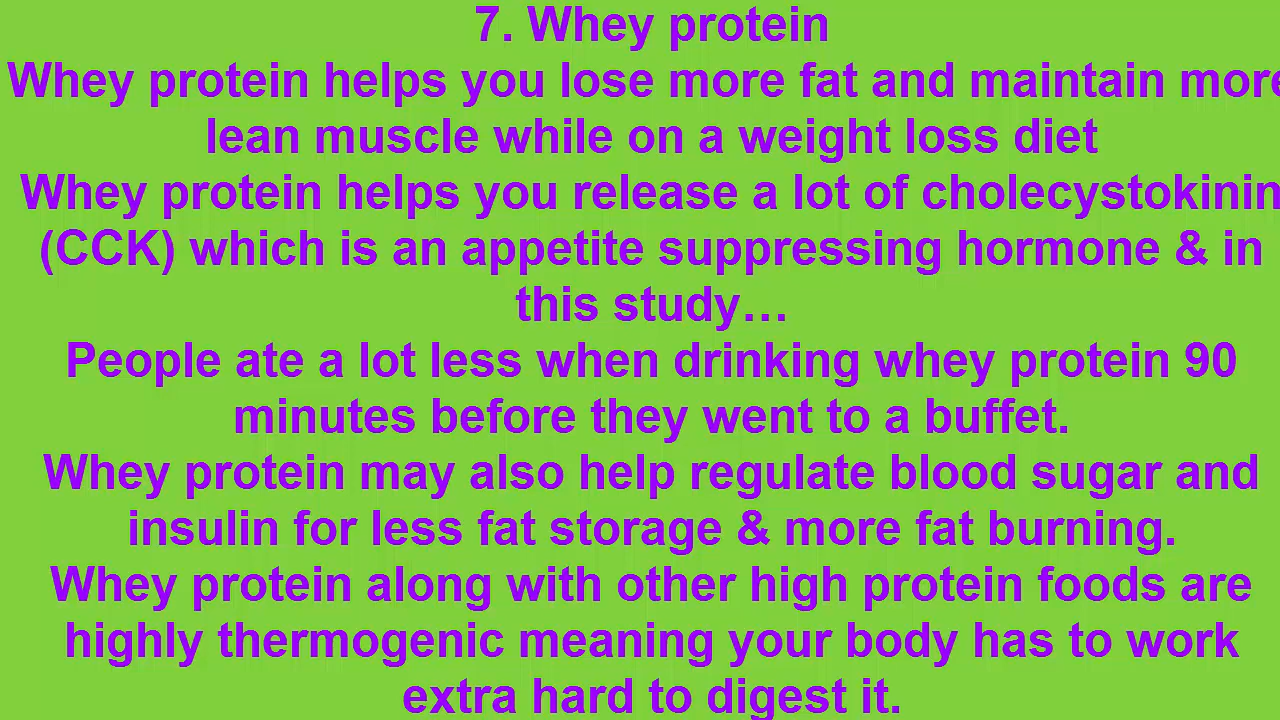 7. Whey protein
Whey protein helps you lose more fat and maintain more
lean muscle while on a weight loss diet
Whey protein helps you release a lot of cholecystokinin
(CCK) which is an appetite suppressing hormone & in
this study…
People ate a lot less when drinking whey protein 90
minutes before they went to a buffet.
Whey protein may also help regulate blood sugar and
insulin for less fat storage & more fat burning.
Whey protein along with other high protein foods are
highly thermogenic meaning your body has to work
extra hard to digest it.